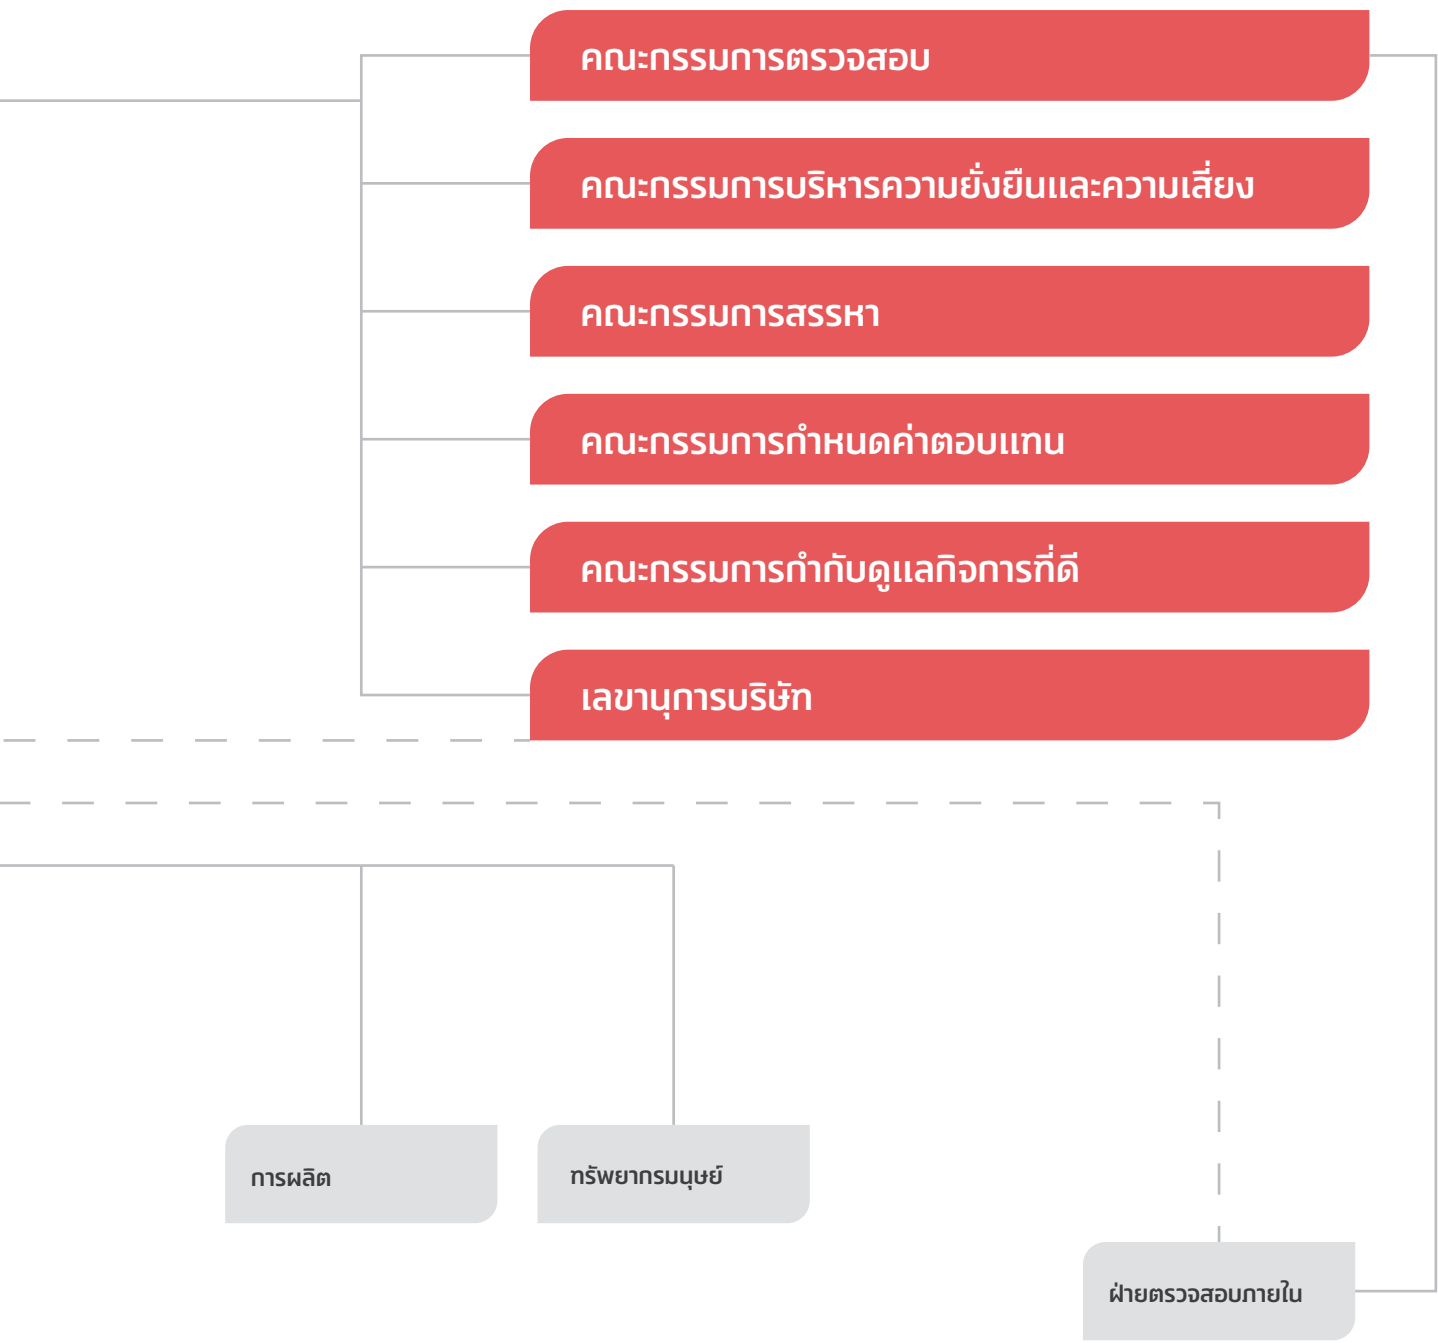 คณะกรรมการตรวจสอบ
คณะกรรมการบริหารความยั่งยืนและความเสี่ยง
คณะกรรมการสรรหา
คณะกรรมการกำหนดค่าตอบแทน
คณะกรรมการกำกับดูแลกิจการที่ดี
เลขานุการบริษัท
การผลิต
ทรัพยากรมนุษย์
ฝ่ายตรวจสอบภายใน